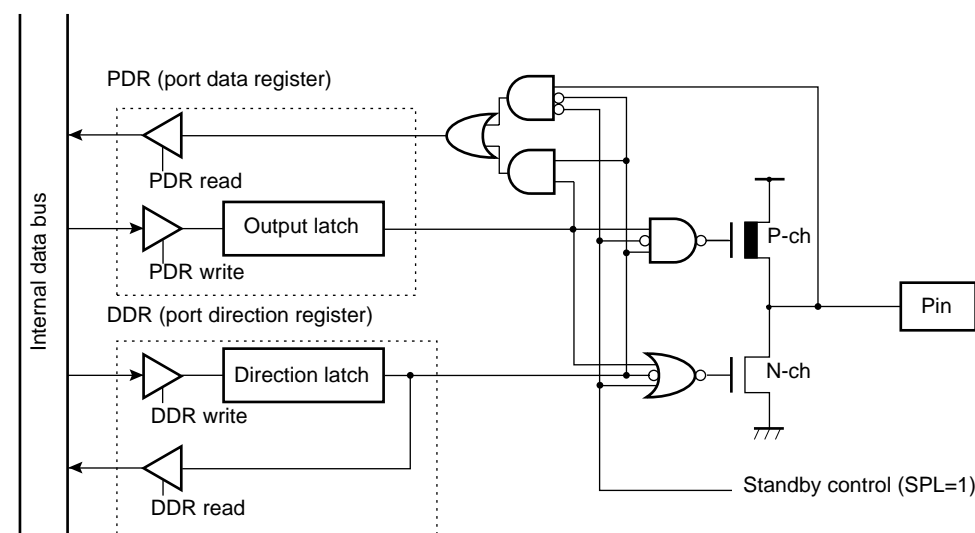 PDR (port data register)
PDR read
Output latch
PDR write
P-ch
Internal data bus
Pin
DDR (port direction register)
Direction latch
N-ch
DDR write
Standby control (SPL=1)
DDR read